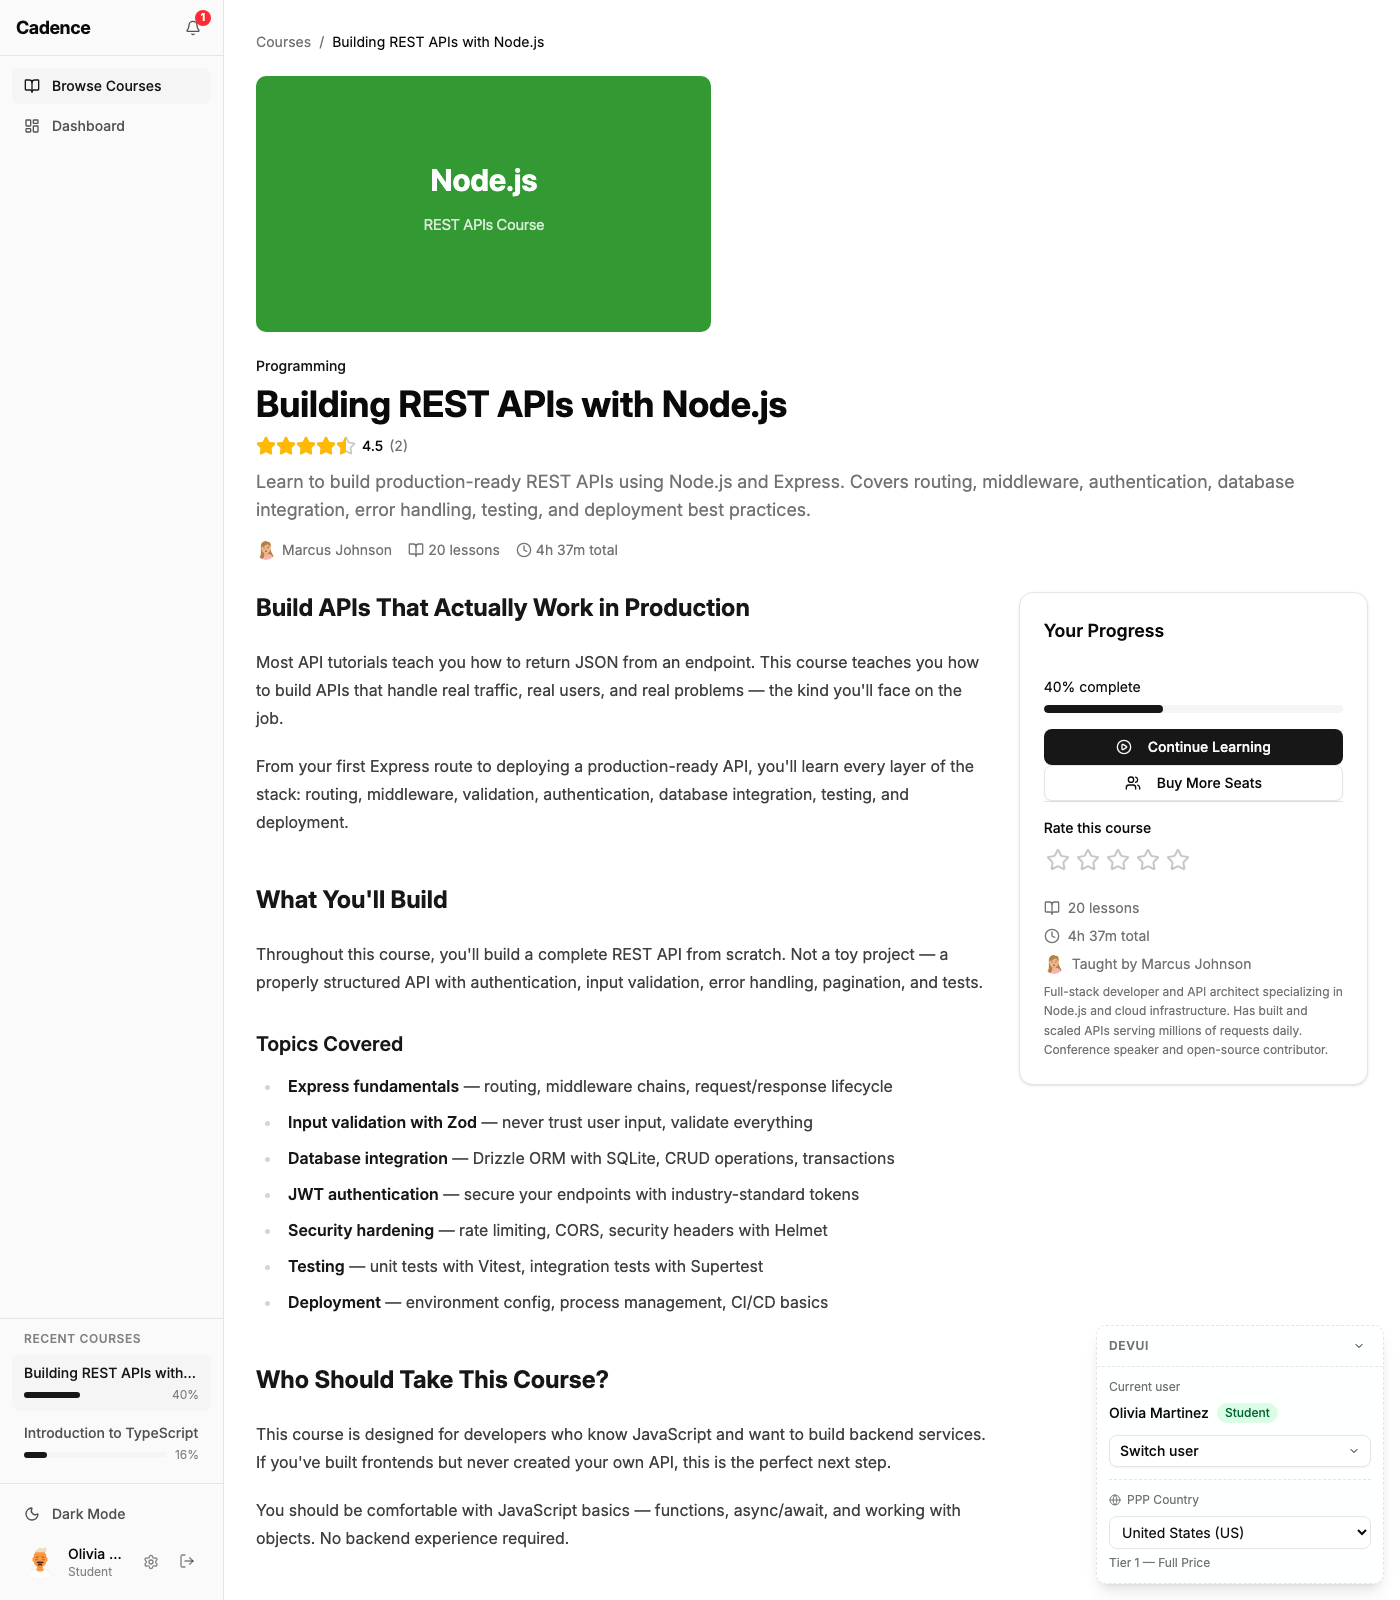 Cadence
1
Browse Courses
Dashboard
Courses / Building REST APIs with Node.js
Node.js
REST APIs Course
Programming
Building REST APIs with Node.js
4.5 (2)
Learn to build production-ready REST APIs using Node.js and Express. Covers routing, middleware, authentication, database
integration, error handling, testing, and deployment best practices.
Marcus Johnson 20 lessons 4h 37m total
Build APIs That Actually Work in Production
Most API tutorials teach you how to return JSON from an endpoint. This course teaches you how
to build APIs that handle real traffic, real users, and real problems — the kind you'll face on the
job.
From your first Express route to deploying a production-ready API, you'll learn every layer of the
stack: routing, middleware, validation, authentication, database integration, testing, and
deployment.
What You'll Build
Throughout this course, you'll build a complete REST API from scratch. Not a toy project — a
properly structured API with authentication, input validation, error handling, pagination, and tests.
Topics Covered
Express fundamentals — routing, middleware chains, request/response lifecycle
Input validation with Zod — never trust user input, validate everything
Database integration — Drizzle ORM with SQLite, CRUD operations, transactions
JWT authentication — secure your endpoints with industry-standard tokens
Security hardening — rate limiting, CORS, security headers with Helmet
Testing — unit tests with Vitest, integration tests with Supertest
Deployment — environment config, process management, CI/CD basics
Who Should Take This Course?
This course is designed for developers who know JavaScript and want to build backend services.
If you've built frontends but never created your own API, this is the perfect next step.
You should be comfortable with JavaScript basics — functions, async/await, and working with
objects. No backend experience required.
Your Progress
40% complete
Continue Learning
Buy More Seats
Rate this course
20 lessons
4h 37m total
Taught by Marcus Johnson
Full-stack developer and API architect specializing in
Node.js and cloud infrastructure. Has built and
scaled APIs serving millions of requests daily.
Conference speaker and open-source contributor.
RECENT COURSES
Building REST APIs with...
40%
Introduction to TypeScript
16%
Dark Mode
Olivia ...
Student
DEVUI
Current user
Olivia Martinez Student
Switch user
PPP Country
United States (US)
Tier 1 — Full Price